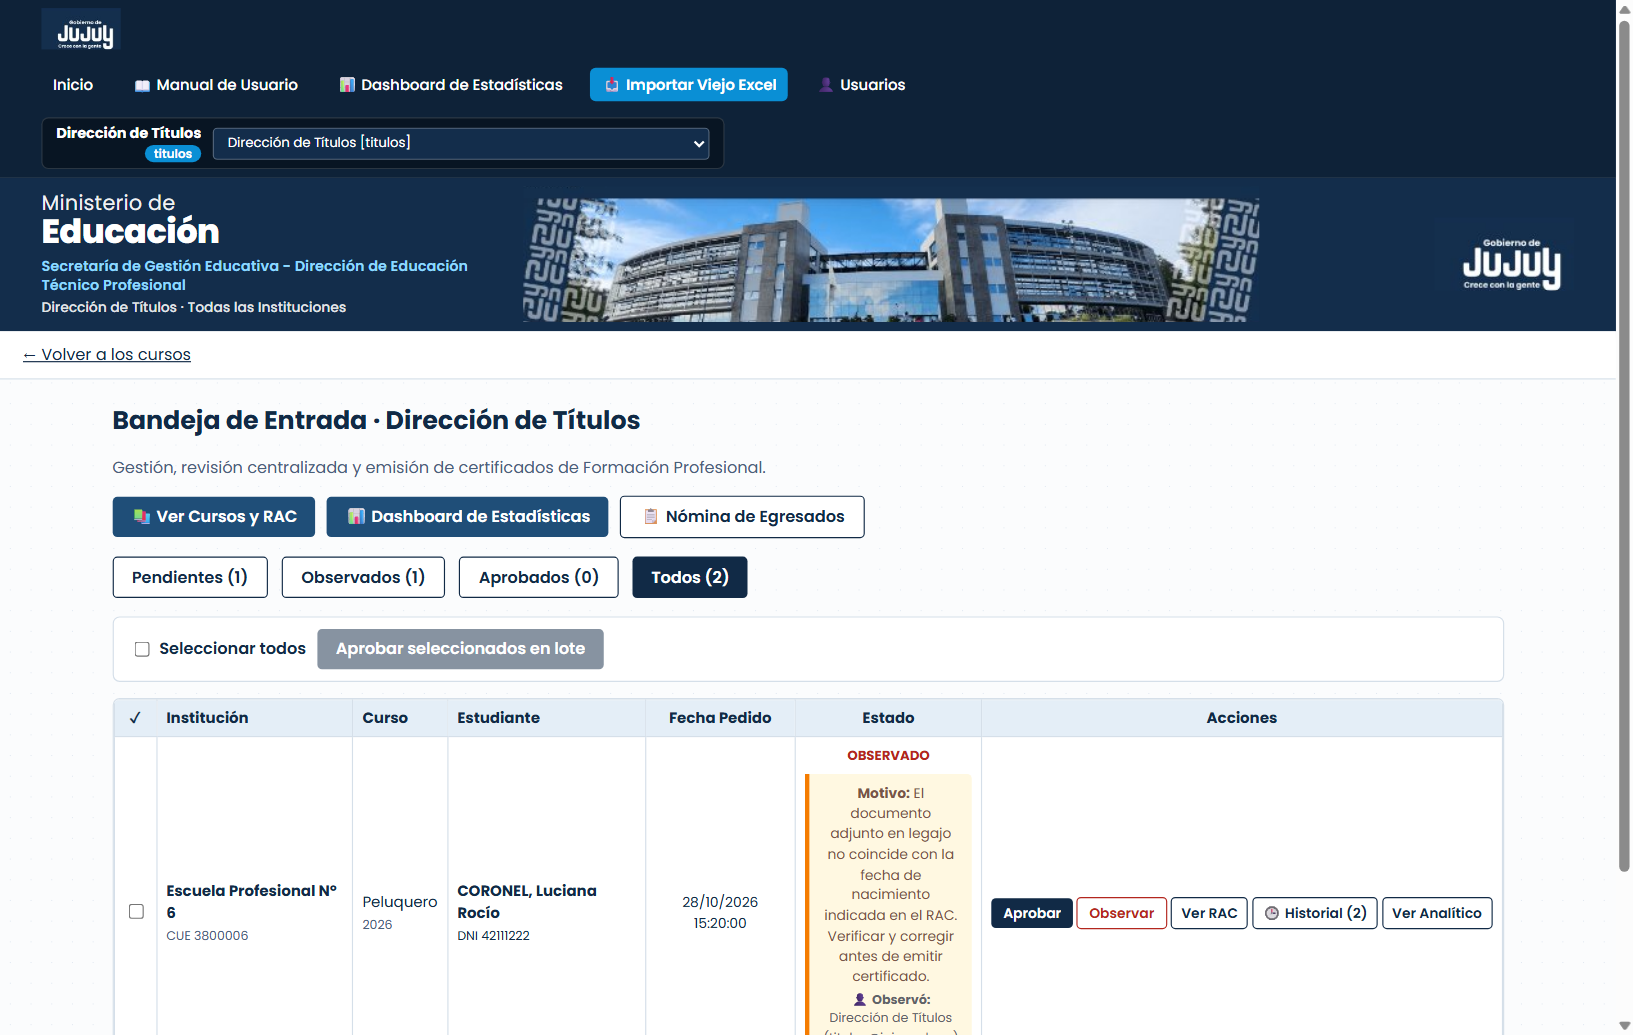 Gobierno de
JUJUY
Crece con la gente
Inicio
Manual de Usuario
Dashboard de Estadísticas
Importar Viejo Excel
Usuarios
Dirección de Títulos
titulos
Dirección de Títulos [titulos]
Ministerio de
Educación
Secretaría de Gestión Educativa - Dirección de Educación
Técnico Profesional
Dirección de Títulos · Todas las Instituciones
Gobierno de
JUJUY
Crece con la gente
← Volver a los cursos
Bandeja de Entrada · Dirección de Títulos
Gestión, revisión centralizada y emisión de certificados de Formación Profesional.
Ver Cursos y RAC
Dashboard de Estadísticas
Nómina de Egresados
Pendientes (1)
Observados (1)
Aprobados (0)
Todos (2)
Seleccionar todos
Aprobar seleccionados en lote
✓ Institución Curso Estudiante Fecha Pedido Estado Acciones
Escuela Profesional N°
6
CUE 3800006
Peluquero
2026
CORONEL, Luciana
Rocío
DNI 42111222
28/10/2026
15:20:00
OBSERVADO
Motivo: El
documento
adjunto en legajo
no coincide con la
fecha de
nacimiento
indicada en el RAC.
Verificar y corregir
antes de emitir
certificado.
Observó:
Dirección de Títulos
Aprobar
Observar
Ver RAC
Historial (2)
Ver Analítico